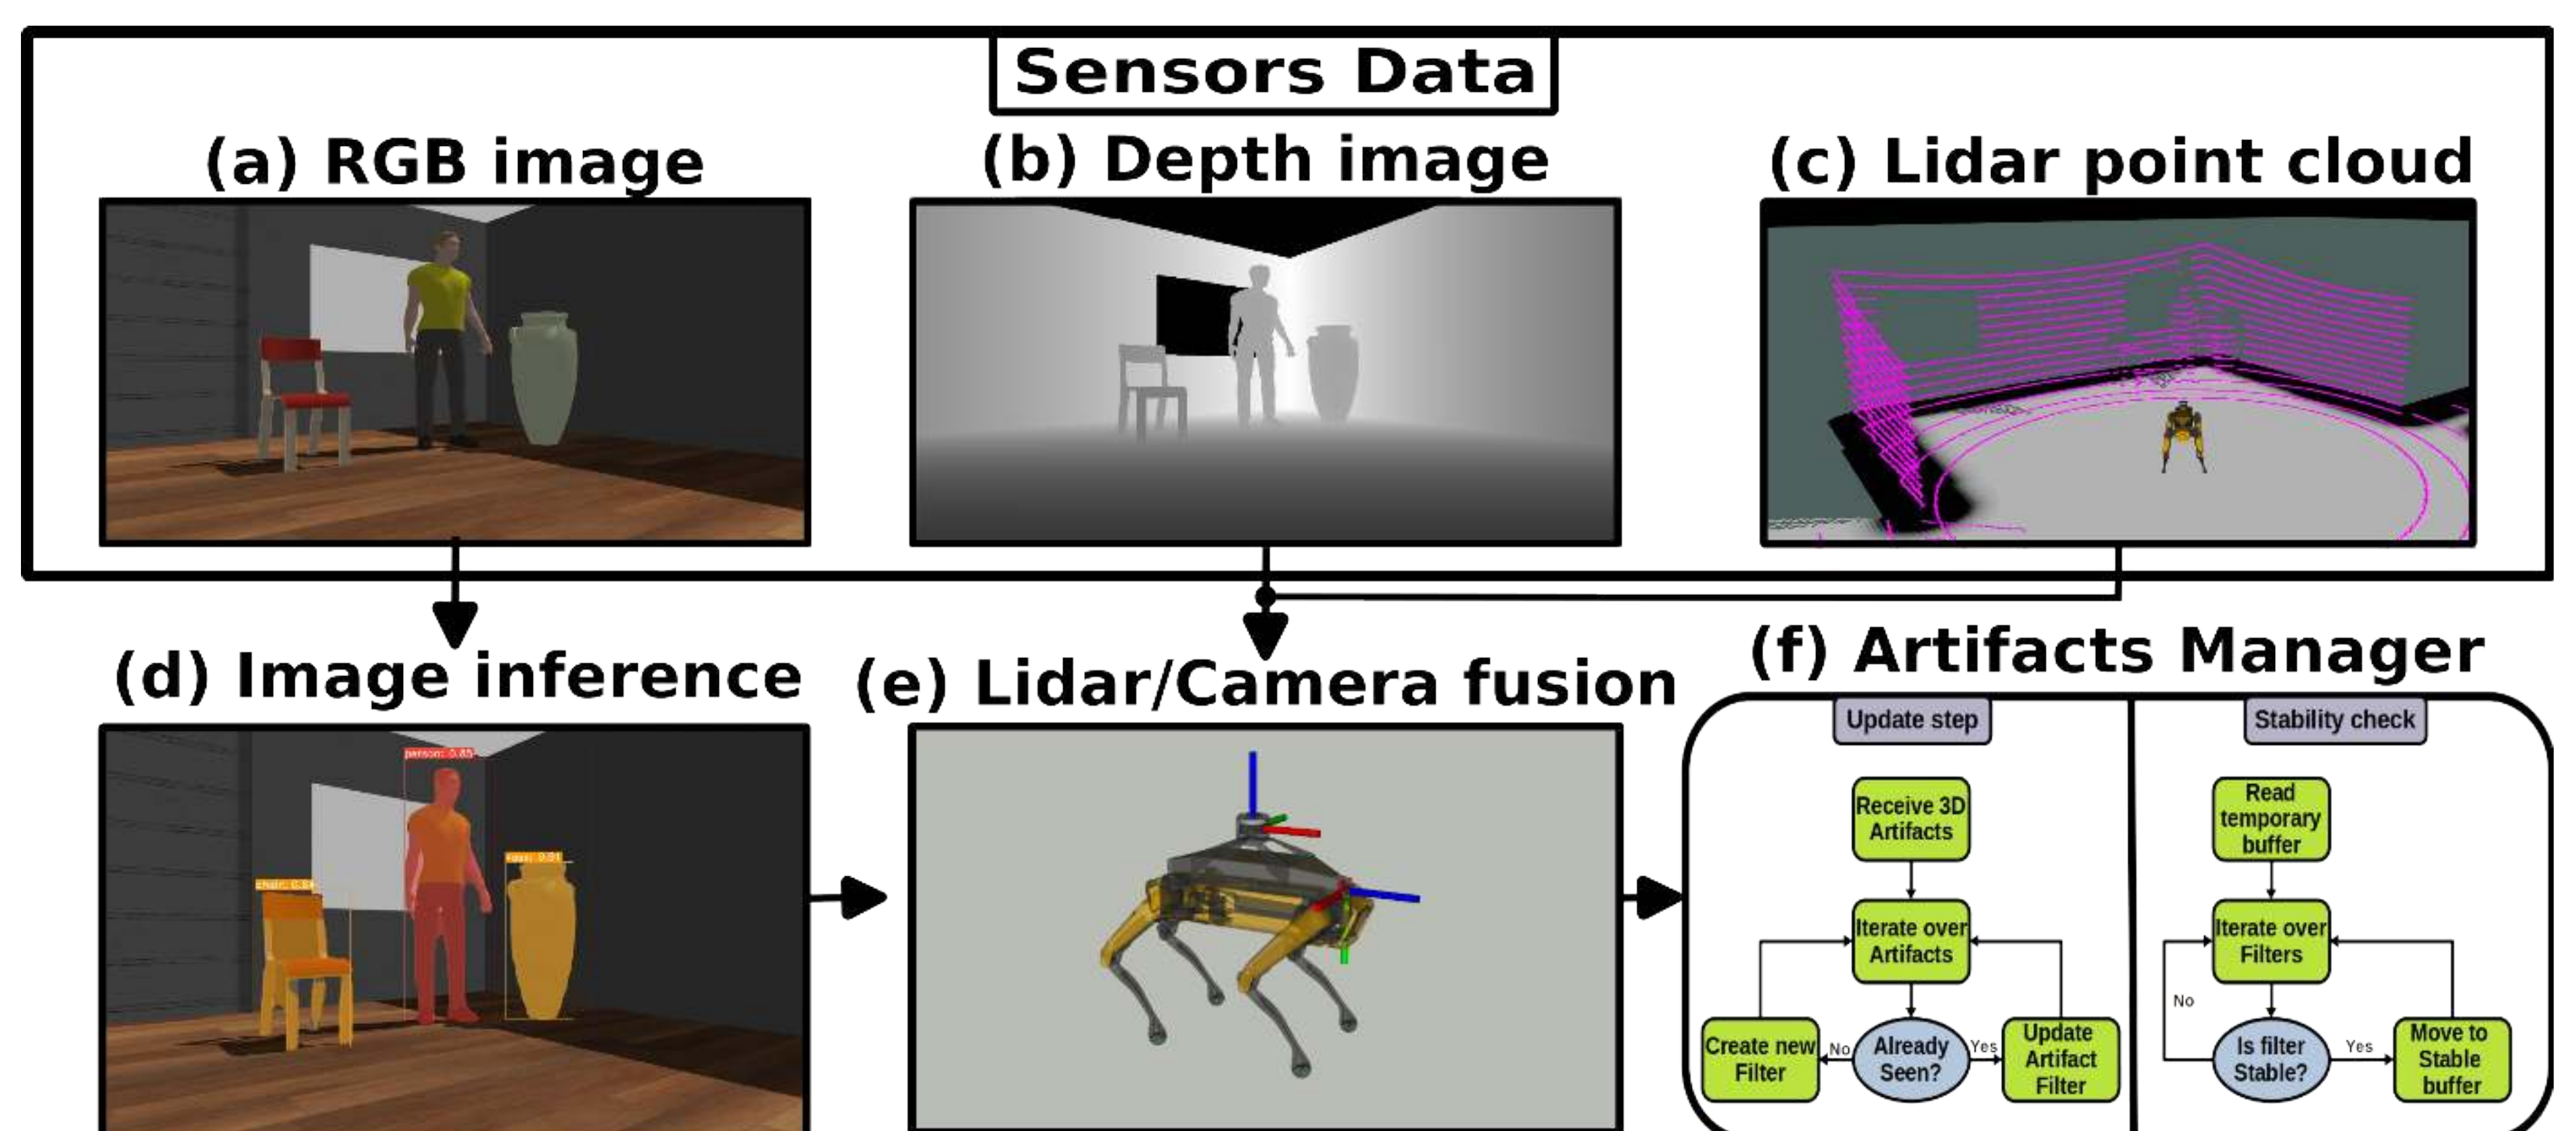 Sensors Data
(a) RGB image
(b) Depth image
(c) Lidar point cloud
(d) Image inference
(e) Lidar/Camera fusion
(f) Artifacts Manager
person: 0.85
Update step
Receive 3D
Artifacts
Iterate over
Artifacts
Already
Seen?
No
Create new
Filter
Yes
Update
Artifact
Filter
Stability check
Read
temporary
buffer
Iterate over
Filters
Is filter
Stable?
No
Yes
Move to
Stable
buffer